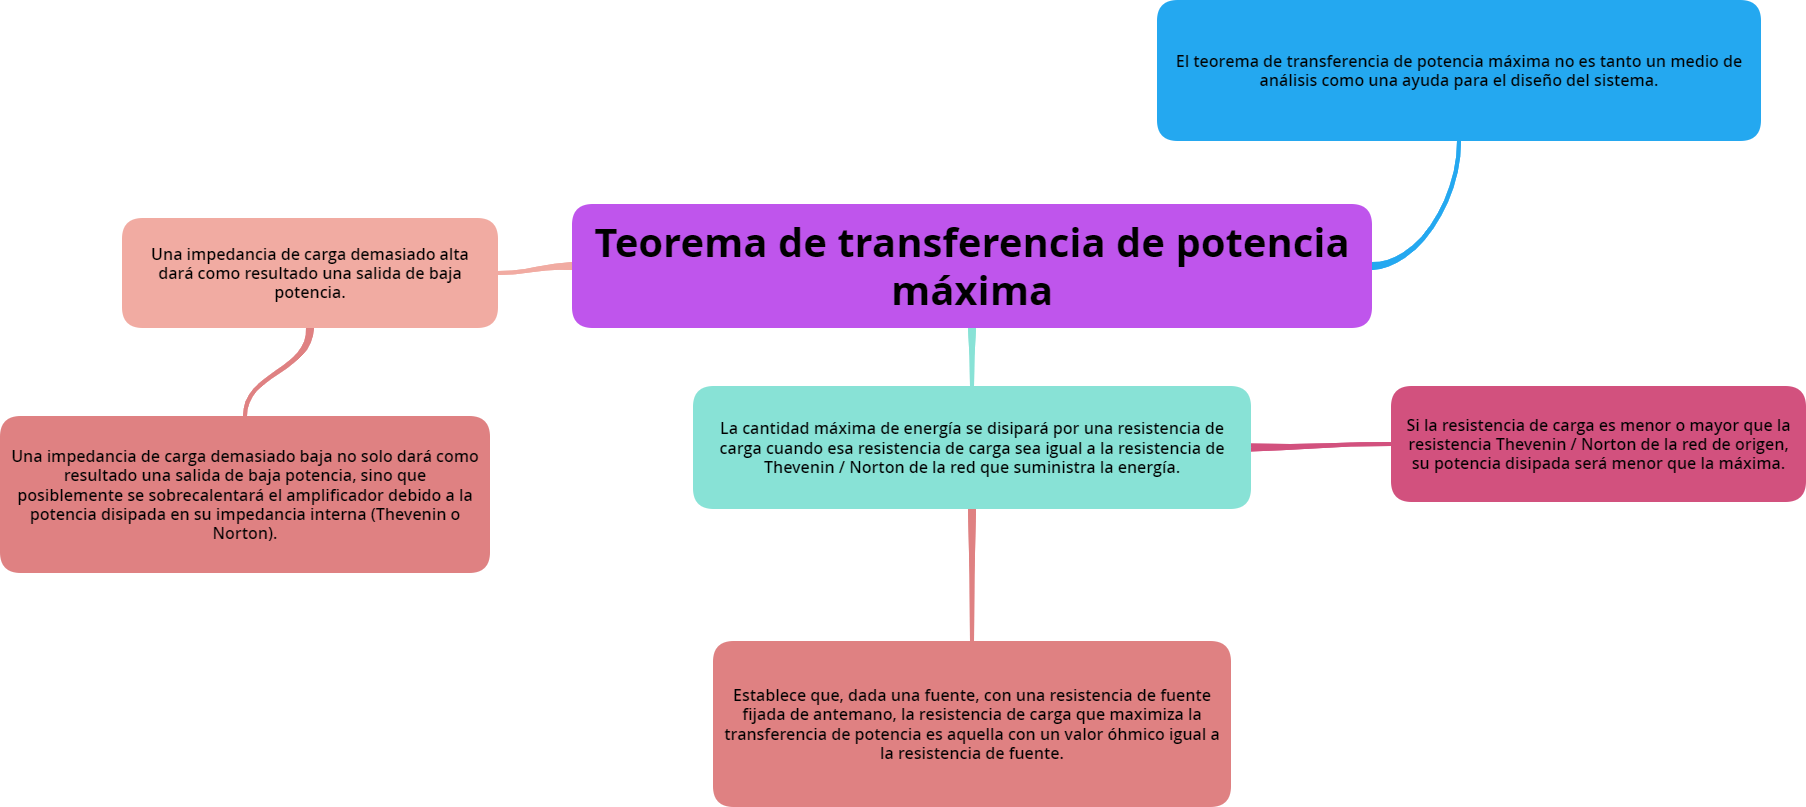 El teorema de transferencia de potencia máxima no es tanto un medio de
análisis como una ayuda para el diseño del sistema.
Teorema de transferencia de potencia
máxima
Una impedancia de carga demasiado alta
dará como resultado una salida de baja
potencia.
Una impedancia de carga demasiado baja no solo dará como
resultado una salida de baja potencia, sino que
posiblemente se sobrecalentará el amplificador debido a la
potencia disipada en su impedancia interna (Thevenin o
Norton).
La cantidad máxima de energía se disipará por una resistencia de
carga cuando esa resistencia de carga sea igual a la resistencia de
Thevenin / Norton de la red que suministra la energía.
Si la resistencia de carga es menor o mayor que la
resistencia Thevenin / Norton de la red de origen,
su potencia disipada será menor que la máxima.
Establece que, dada una fuente, con una resistencia de fuente
fijada de antemano, la resistencia de carga que maximiza la
transferencia de potencia es aquella con un valor óhmico igual a
la resistencia de fuente.